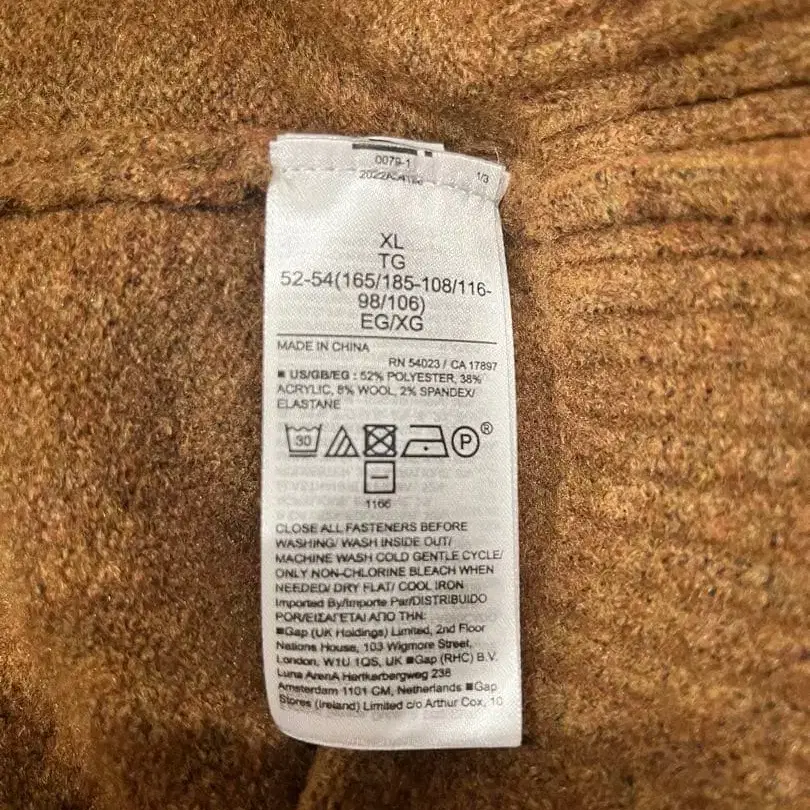 0079-1
1/3
XL
TG
52-54(165/185-108/116-
98/106)
EG/XG
MADE IN CHINA
RN 54023 / CA 17897
■ US/GB/EG : 52% POLYESTER, 38%
ACRYLIC, 8% WOOL, 2% SPANDEX/
ELASTANE
30
P®
1166
CLOSE ALL FASTENERS BEFORE
WASHING/ WASH INSIDE OUT/
MACHINE WASH COLD GENTLE CYCLE/
ONLY NON-CHLORINE BLEACH WHEN
NEEDED/ DRY FLAT/ COOL IRON
Imported By/Importe Par/DISTRIBUIDO
POR/ΕΙΣΑΓΕΤΑΙ ΑΠΟ ΤΗΝ:
■Gap (UK Holdings) Limited, 2nd Floor
Nations House, 103 Wigmore Street,
London, W1U 1QS, UK ■Gap (RHC) B.V.
Luna ArenA Herikerbergweg 238
Amsterdam 1101 CM, Netherlands ■Gap
Stores (Ireland) Limited c/o Arthur Cox, 10